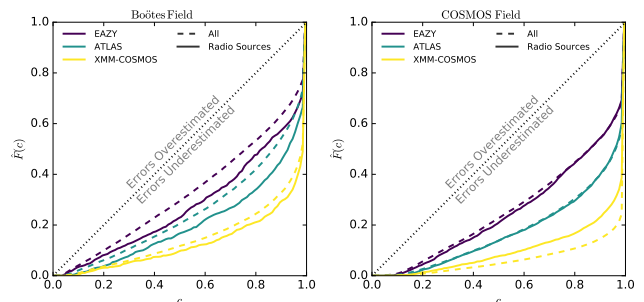 Boötes Field
EAZY
ATLAS
XMM-COSMOS
All
Radio Sources
Errors Overestimated
Errors Underestimated
F̂(c)
1.0
0.8
0.6
0.4
0.2
0.0
0.0 0.2 0.4 0.6 0.8 1.0
COSMOS Field
EAZY
ATLAS
XMM-COSMOS
All
Radio Sources
Errors Overestimated
Errors Underestimated
F̂(c)
1.0
0.8
0.6
0.4
0.2
0.0
0.0 0.2 0.4 0.6 0.8 1.0